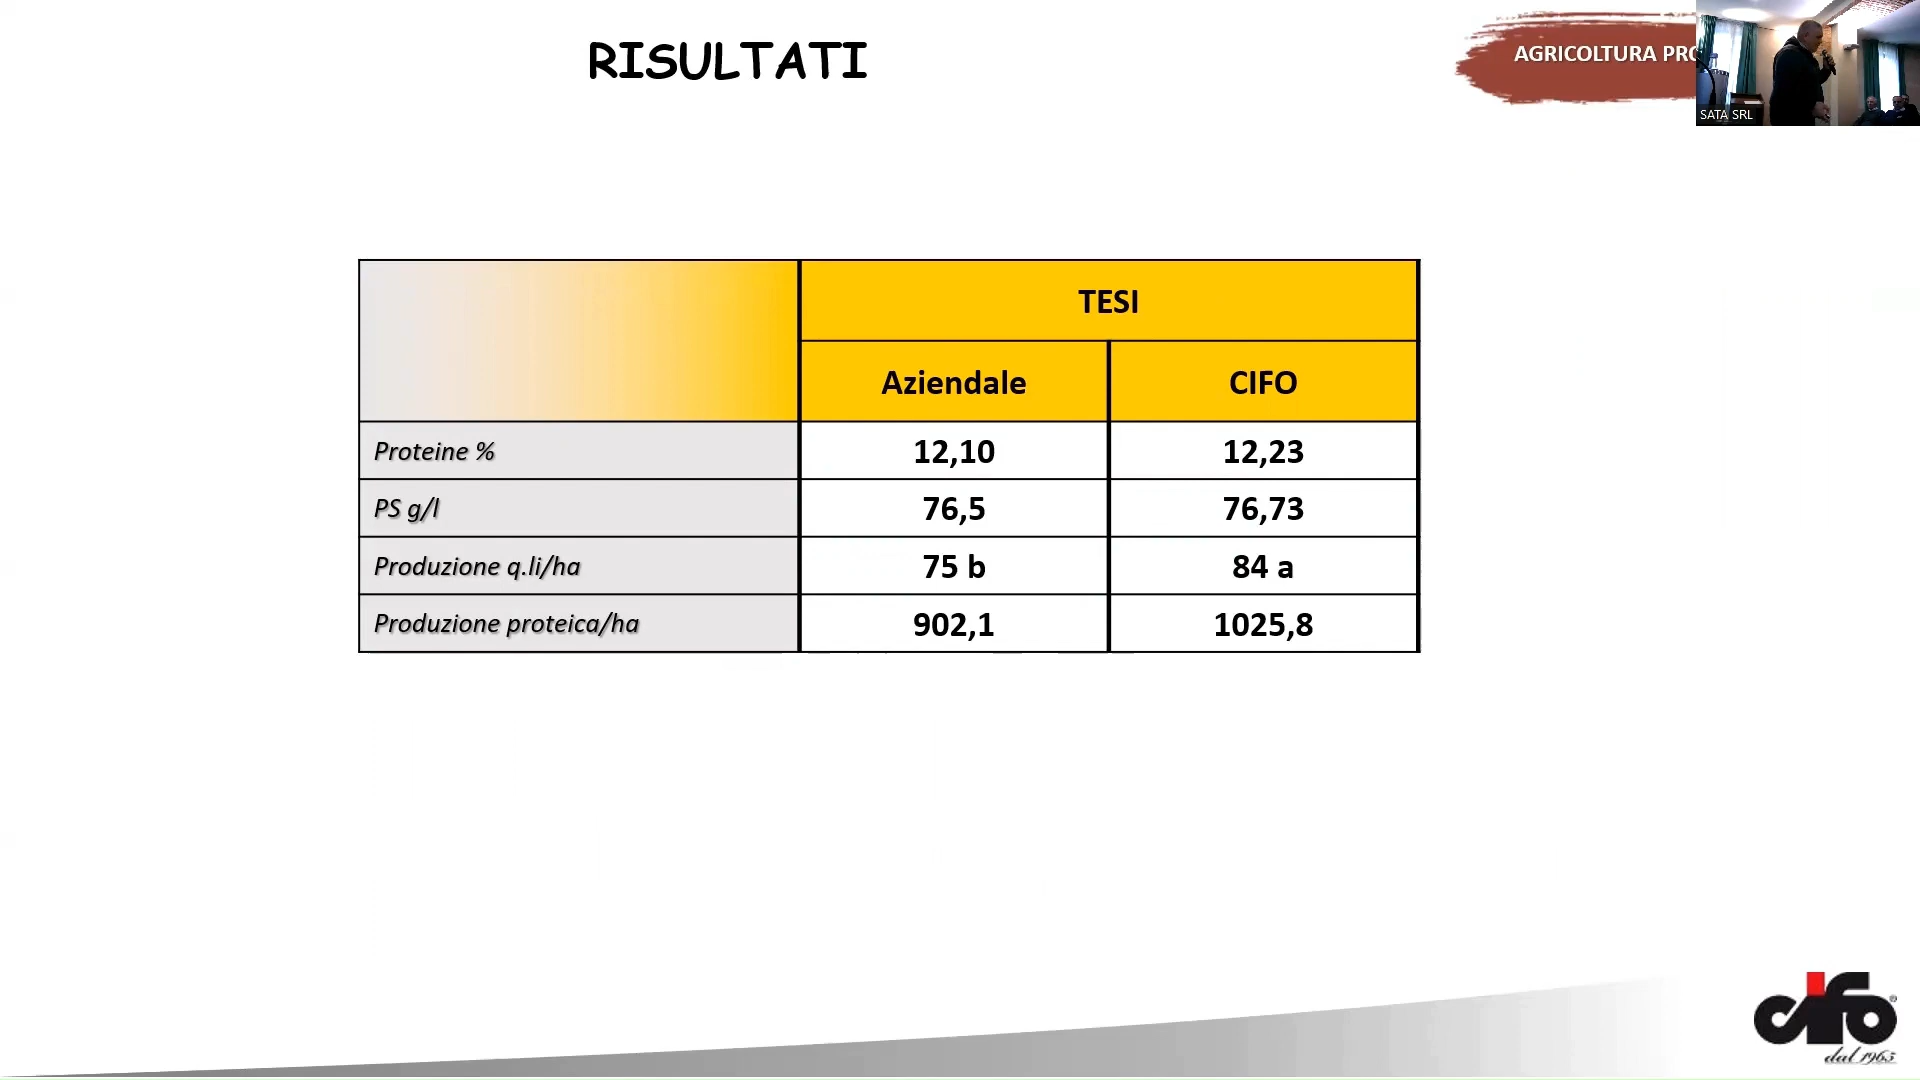 RISULTATI
AGRICOLTURA PRO
SATA SRL
TESI
Aziendale CIFO
Proteine % 12,10 12,23
PS g/l 76,5 76,73
Produzione q.li/ha 75 b 84 a
Produzione proteica/ha 902,1 1025,8
cifo®
dal 1965